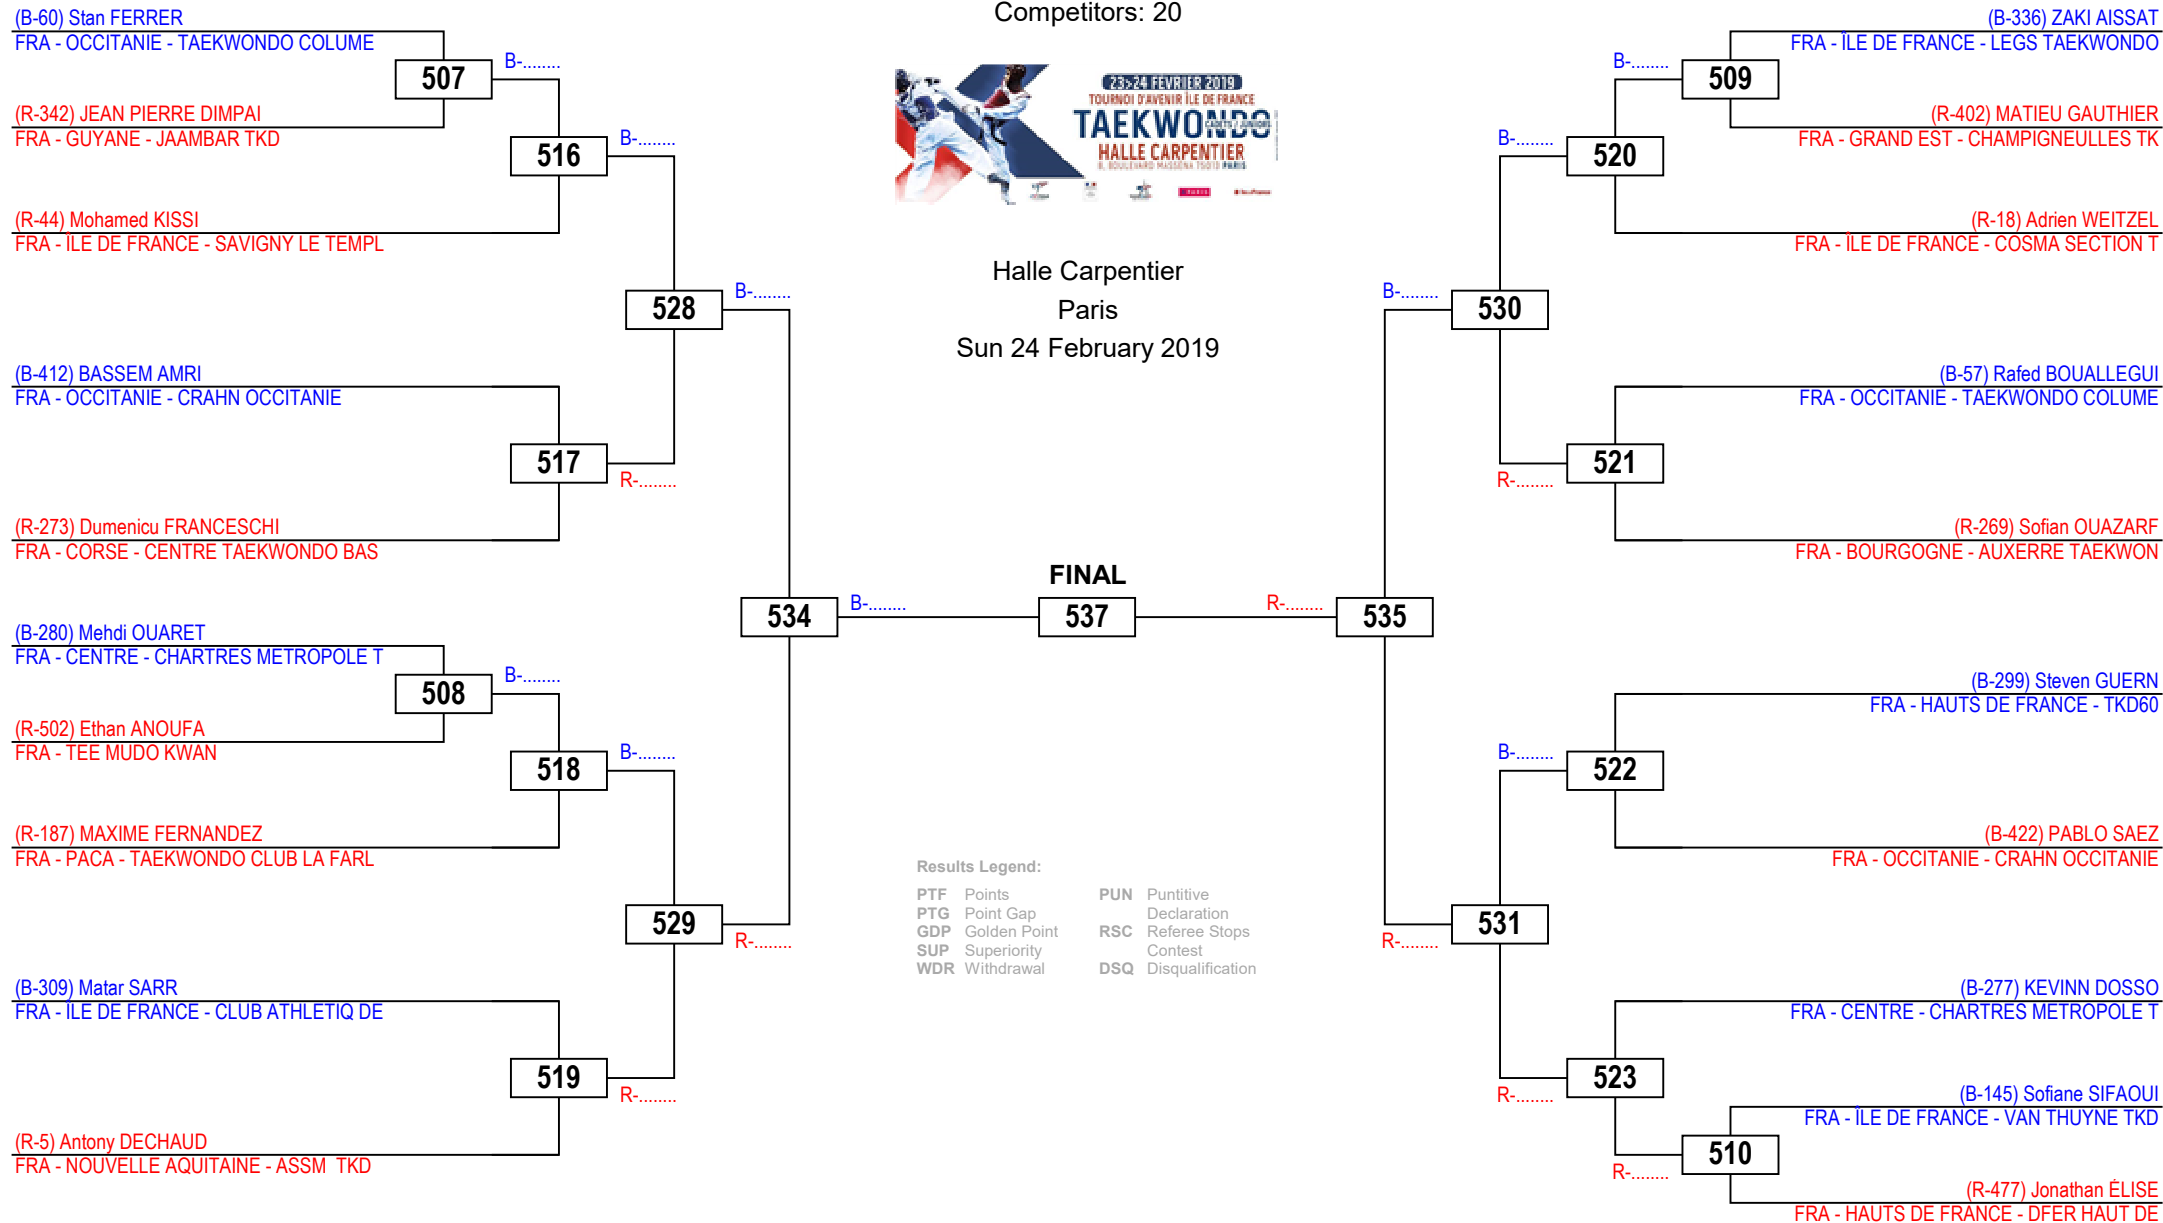 Competitors: 20
23>24 FÉVRIER 2019
TOURNOI D'AVENIR ÎLE DE FRANCE
TAEKWONDO
CADETS / JUNIORS
HALLE CARPENTIER
PARIS
Halle Carpentier
Paris
Sun 24 February 2019
(B-60) Stan FERRER
FRA - OCCITANIE - TAEKWONDO COLUME
507
B-........
(R-342) JEAN PIERRE DIMPAI
FRA - GUYANE - JAAMBAR TKD
516
B-........
(R-44) Mohamed KISSI
FRA - ÎLE DE FRANCE - SAVIGNY LE TEMPL
528
B-........
(B-412) BASSEM AMRI
FRA - OCCITANIE - CRAHN OCCITANIE
517
R-........
(R-273) Dumenicu FRANCESCHI
FRA - CORSE - CENTRE TAEKWONDO BAS
534
B-........
(B-280) Mehdi OUARET
FRA - CENTRE - CHARTRES METROPOLE T
508
B-........
(R-502) Ethan ANOUFA
FRA - TEE MUDO KWAN
518
B-........
(R-187) MAXIME FERNANDEZ
FRA - PACA - TAEKWONDO CLUB LA FARL
529
R-........
(B-309) Matar SARR
FRA - ÎLE DE FRANCE - CLUB ATHLETIQ DE
519
R-........
(R-5) Antony DECHAUD
FRA - NOUVELLE AQUITAINE - ASSM  TKD
FINAL
537
(B-336) ZAKI AISSAT
FRA - ÎLE DE FRANCE - LEGS TAEKWONDO
B-........
509
(R-402) MATIEU GAUTHIER
FRA - GRAND EST - CHAMPIGNEULLES TK
B-........
520
(R-18) Adrien WEITZEL
FRA - ÎLE DE FRANCE - COSMA SECTION T
B-........
530
(B-57) Rafed BOUALLEGUI
FRA - OCCITANIE - TAEKWONDO COLUME
521
R-........
(R-269) Sofian OUAZARF
FRA - BOURGOGNE - AUXERRE TAEKWON
R-........
535
(B-299) Steven GUERN
FRA - HAUTS DE FRANCE - TKD60
B-........
522
(B-422) PABLO SAEZ
FRA - OCCITANIE - CRAHN OCCITANIE
531
R-........
(B-277) KEVINN DOSSO
FRA - CENTRE - CHARTRES METROPOLE T
523
R-........
(B-145) Sofiane SIFAOUI
FRA - ÎLE DE FRANCE - VAN THUYNE TKD
510
R-........
(R-477) Jonathan ÉLISE
FRA - HAUTS DE FRANCE - DFER HAUT DE
Results Legend:
PTF Points
PTG Point Gap
GDP Golden Point
SUP Superiority
WDR Withdrawal
PUN Puntitive
Declaration
RSC Referee Stops
Contest
DSQ Disqualification